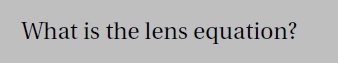 What is the lens equation?